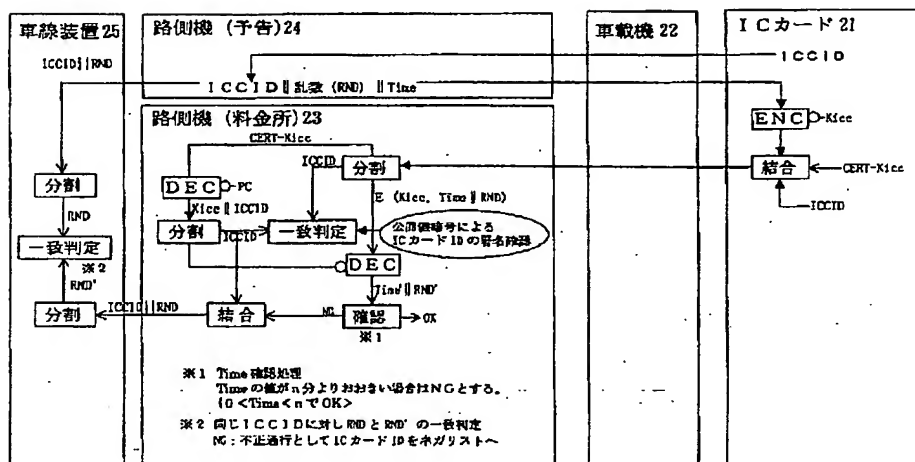 車線装置25
路側機 (予告) 24
車載機 22
ICカード 21
ICCID||RND
ICCID
ICCID || 乱数 (RND) || Time
路側機 (料金所) 23
CERT-Kicc
ENC
Kicc
分割
ICCID
分割
結合
CERT-Kicc
DEC
PC
E (Kicc, Time || RND)
ICCID
RND
Kicc || ICCID
公開鍵暗号による
ICカード IDの署名確認
一致判定
※2
分割
ICCID
一致判定
DEC
RND'
Time' || RND'
分割
ICCID||RND
結合
NG
確認
OK
※1
※1 Time 確認処理
Timeの値がn分よりおおきい場合はNGとする。
(0<Time<nでOK>
※2 同じICCIDに対しRNDとRND'の一致判定
NG:不正通行としてICカード IDをネガリストへ